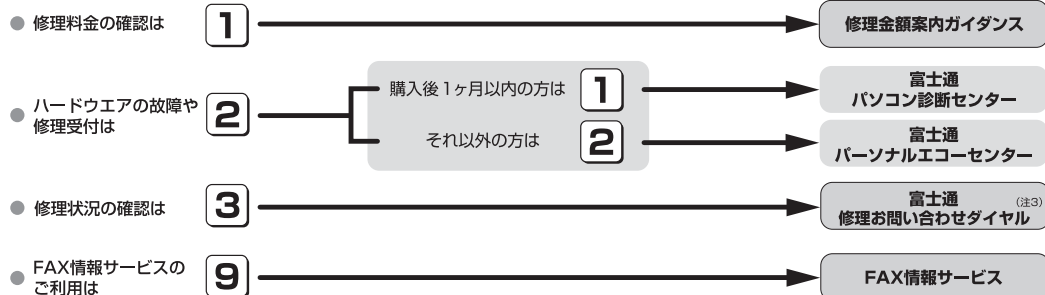 修理料金の確認は 1 修理金額案内ガイダンス
ハードウエアの故障や
修理受付は
2
購入後1ヶ月以内の方は 1
富士通
パソコン診断センター
それ以外の方は 2
富士通
パーソナルエコーセンター
修理状況の確認は 3
富士通 (注3)
修理お問い合わせダイヤル
FAX情報サービスの
ご利用は
9
FAX情報サービス